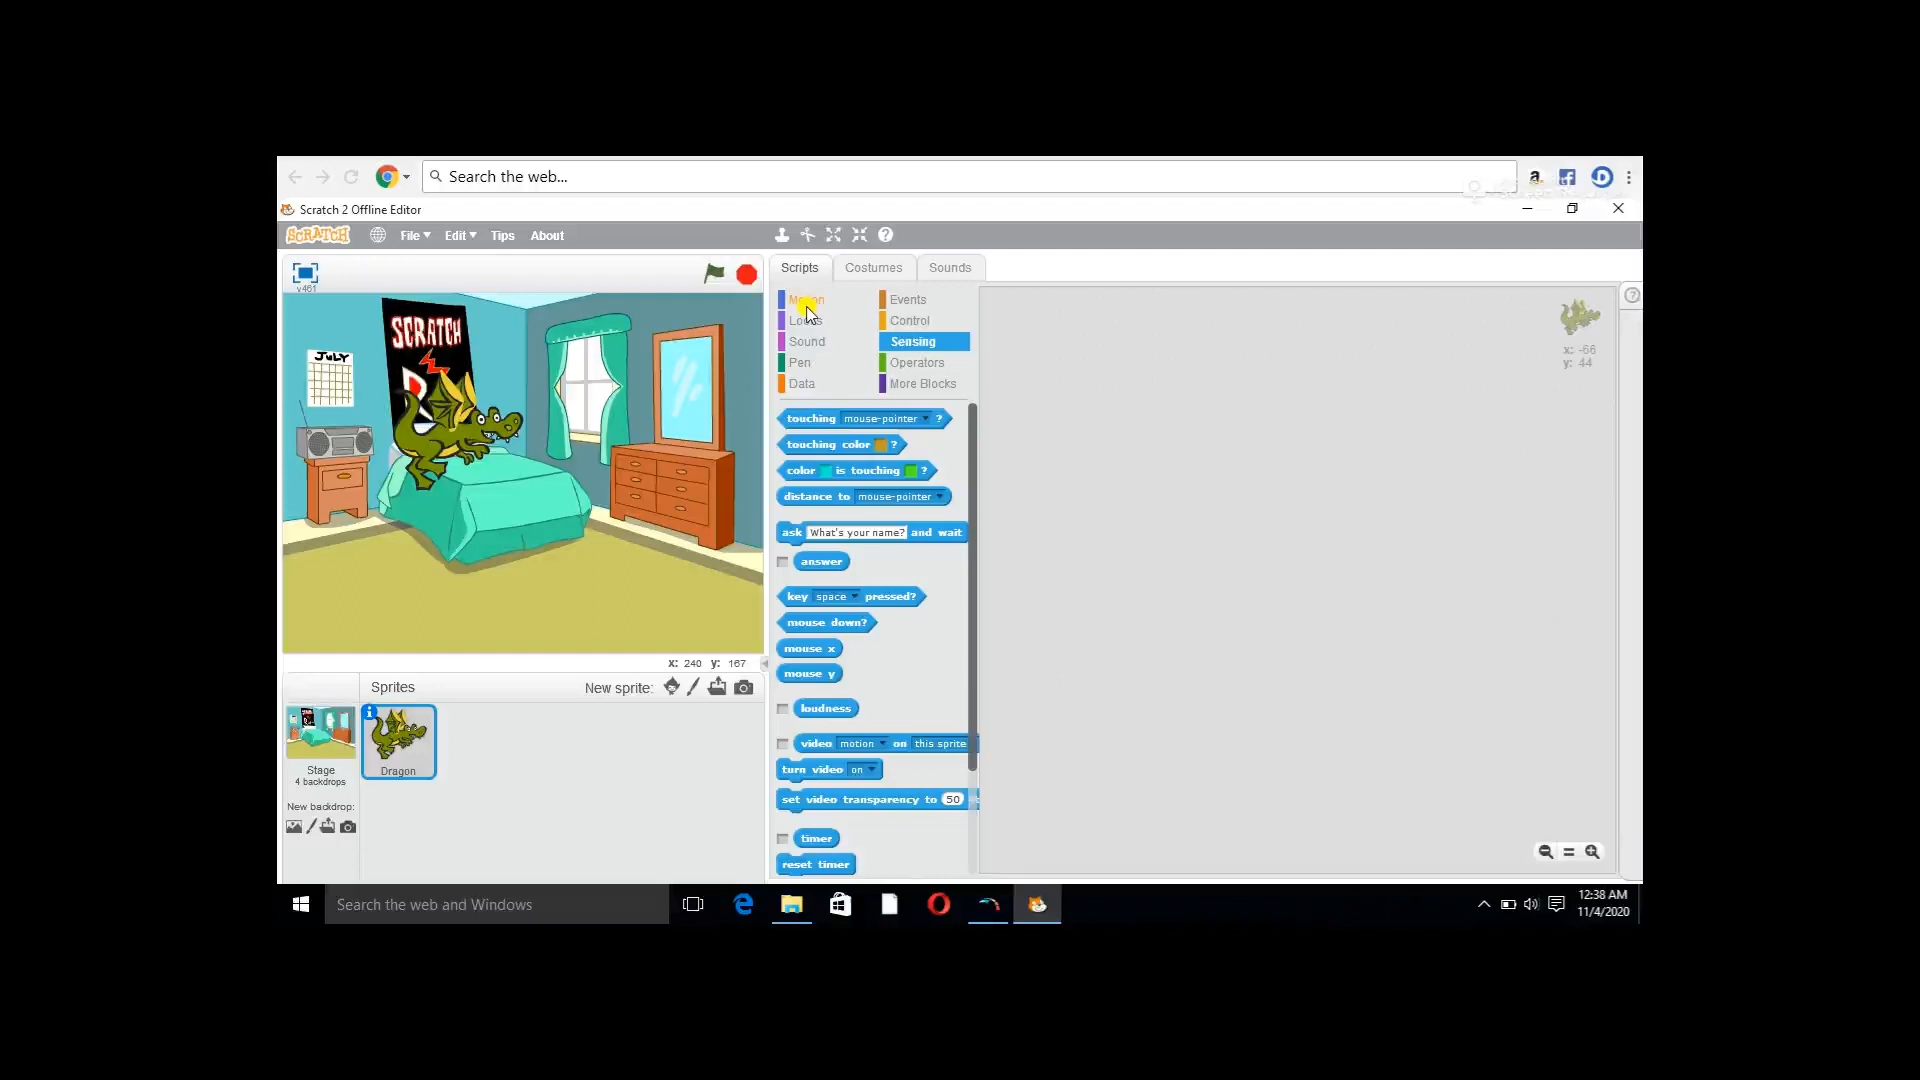 Search the web...
Scratch 2 Offline Editor
SCRATCH File Edit Tips About
v461
Scripts Costumes Sounds
Motion Events
Looks Control
Sound Sensing
Pen Operators
Data More Blocks
SCRATCH
JULY
x: -66
y: 44
touching mouse-pointer ?
touching color ?
color is touching ?
distance to mouse-pointer
ask What's your name? and wait
answer
key space pressed?
mouse down?
mouse x
mouse y
loudness
video motion on this sprite
turn video on
set video transparency to 50
timer
reset timer
x: 240 y: 167
Sprites New sprite:
Stage
4 backdrops
New backdrop:
Dragon
Search the web and Windows
12:38 AM
11/4/2020